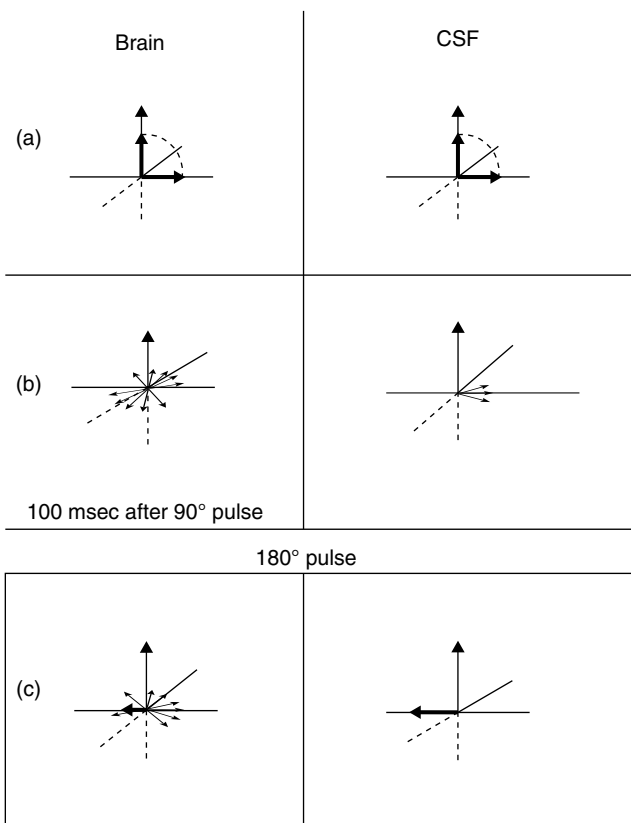 Brain
CSF
(a)
(b)
100 msec after 90° pulse
180° pulse
(c)